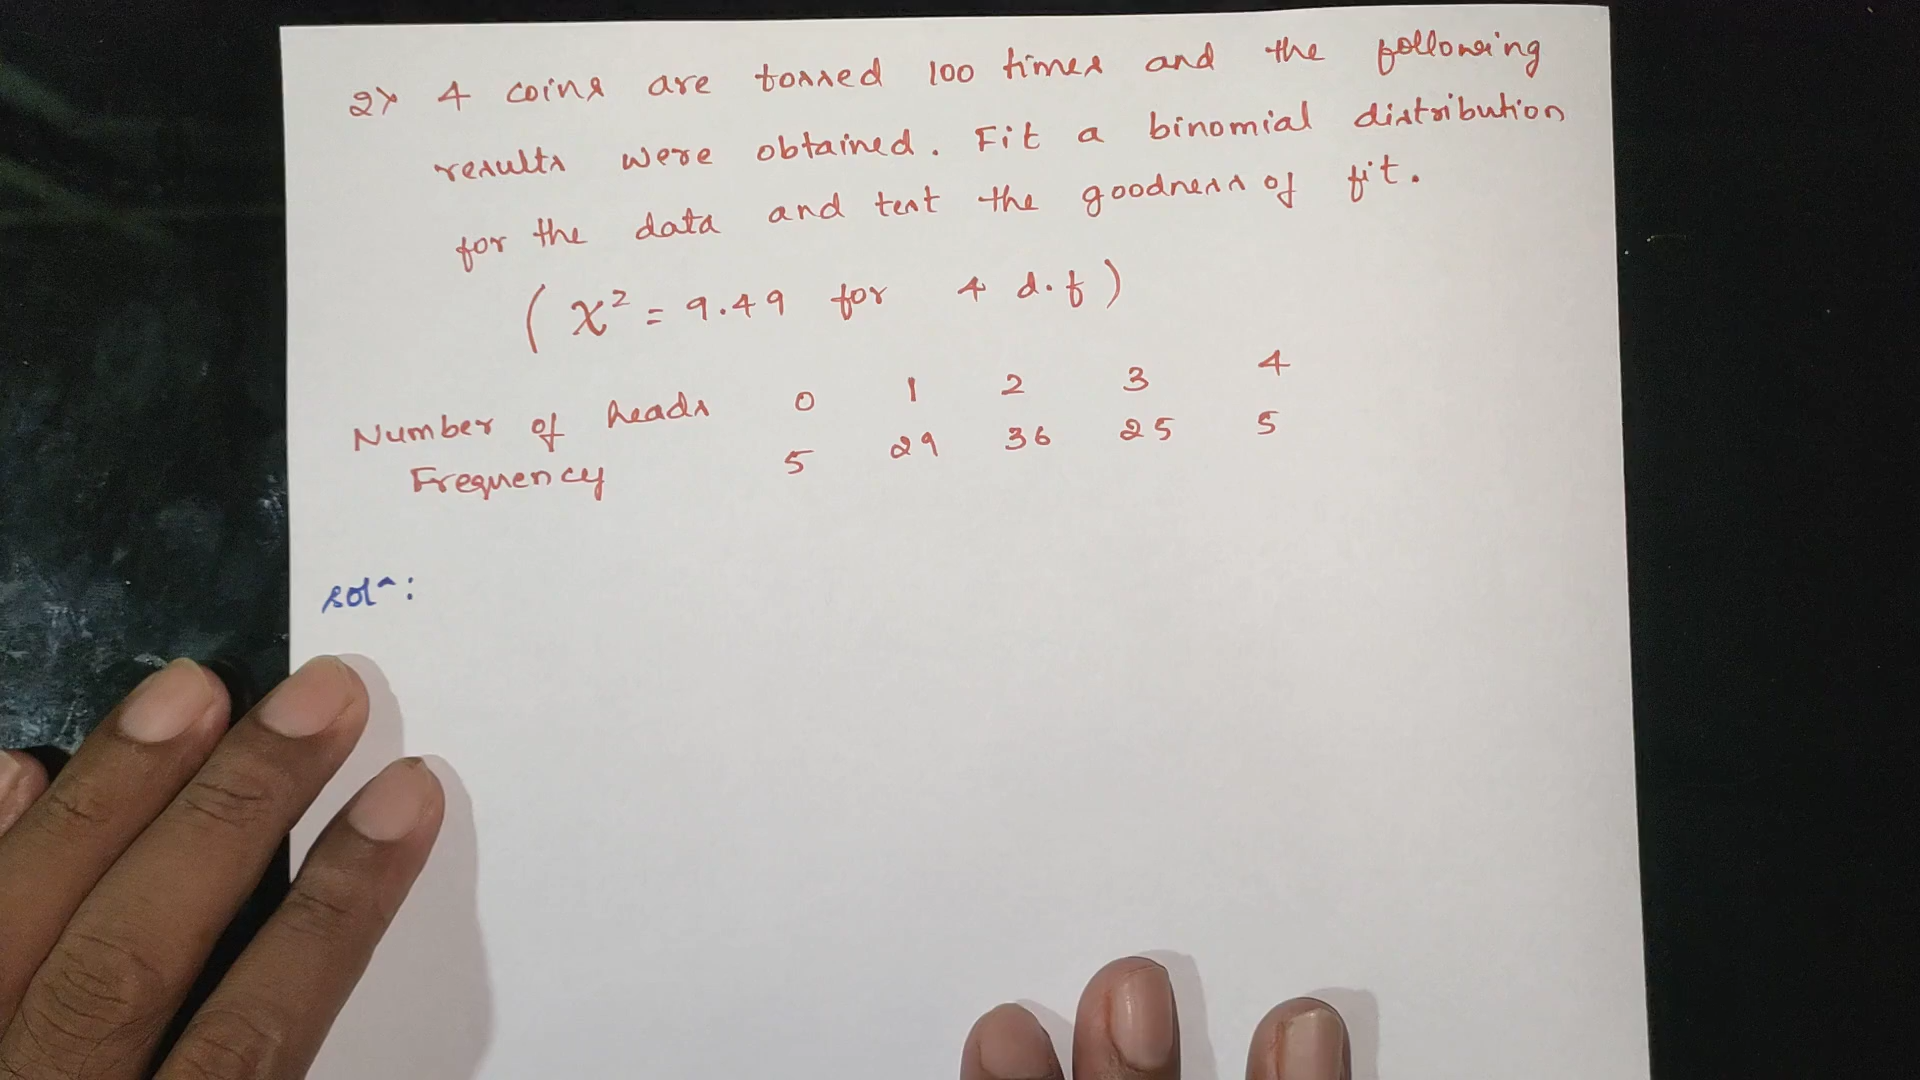 2> 4 coins are tossed 100 times and the following
results were obtained. Fit a binomial distribution
for the data and test the goodness of fit.
(χ² = 9.49 for 4 d.f)
Number of heads 0 1 2 3 4
Frequency 5 29 36 25 5
solⁿ: